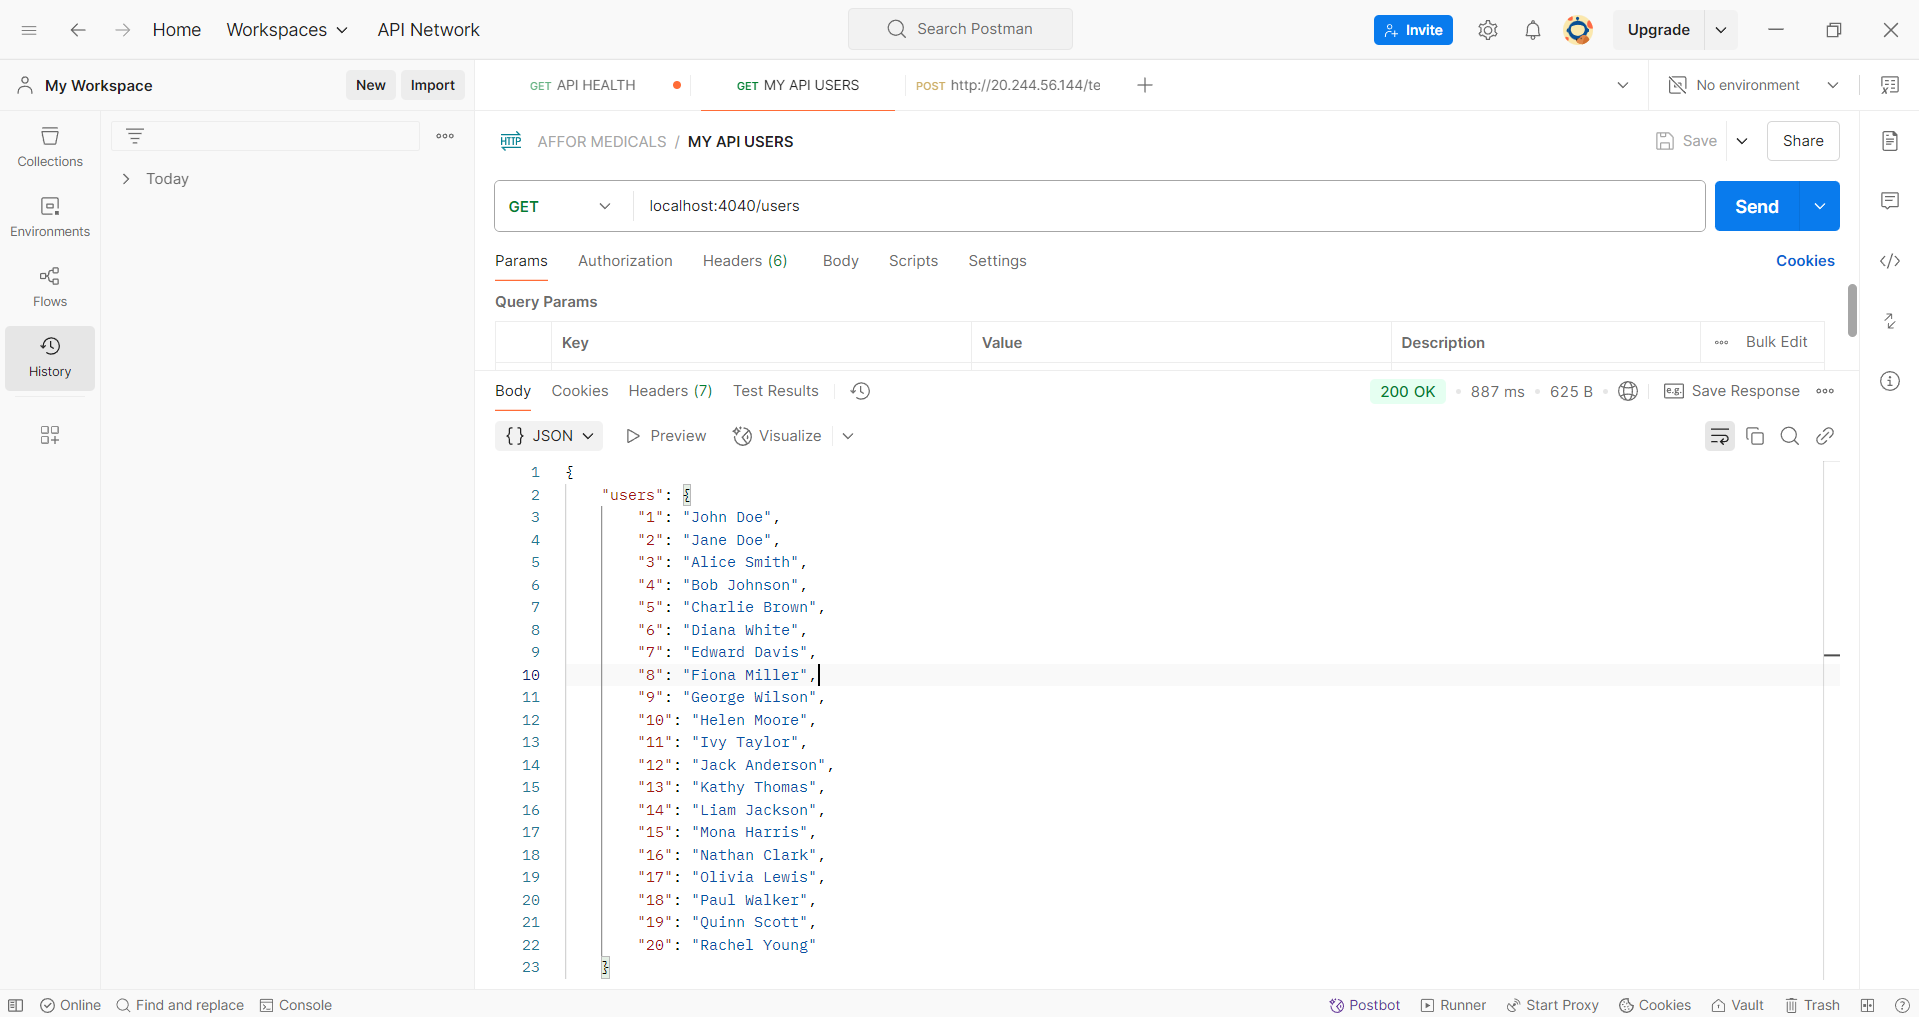 Home Workspaces API Network Search Postman Invite Upgrade
My Workspace New Import
GET API HEALTH GET MY API USERS POST http://20.244.56.144/te No environment
Collections
Environments
Flows
History
Today
HTTP AFFOR MEDICALS / MY API USERS Save Share
GET localhost:4040/users Send
Params Authorization Headers (6) Body Scripts Settings Cookies
Query Params
Key Value Description Bulk Edit
Body Cookies Headers (7) Test Results 200 OK • 887 ms • 625 B • e.g. Save Response
{} JSON Preview Visualize
1 {
2 "users": {
3 "1": "John Doe",
4 "2": "Jane Doe",
5 "3": "Alice Smith",
6 "4": "Bob Johnson",
7 "5": "Charlie Brown",
8 "6": "Diana White",
9 "7": "Edward Davis",
10 "8": "Fiona Miller",
11 "9": "George Wilson",
12 "10": "Helen Moore",
13 "11": "Ivy Taylor",
14 "12": "Jack Anderson",
15 "13": "Kathy Thomas",
16 "14": "Liam Jackson",
17 "15": "Mona Harris",
18 "16": "Nathan Clark",
19 "17": "Olivia Lewis",
20 "18": "Paul Walker",
21 "19": "Quinn Scott",
22 "20": "Rachel Young"
23 }
Online Find and replace Console Postbot Runner Start Proxy Cookies Vault Trash